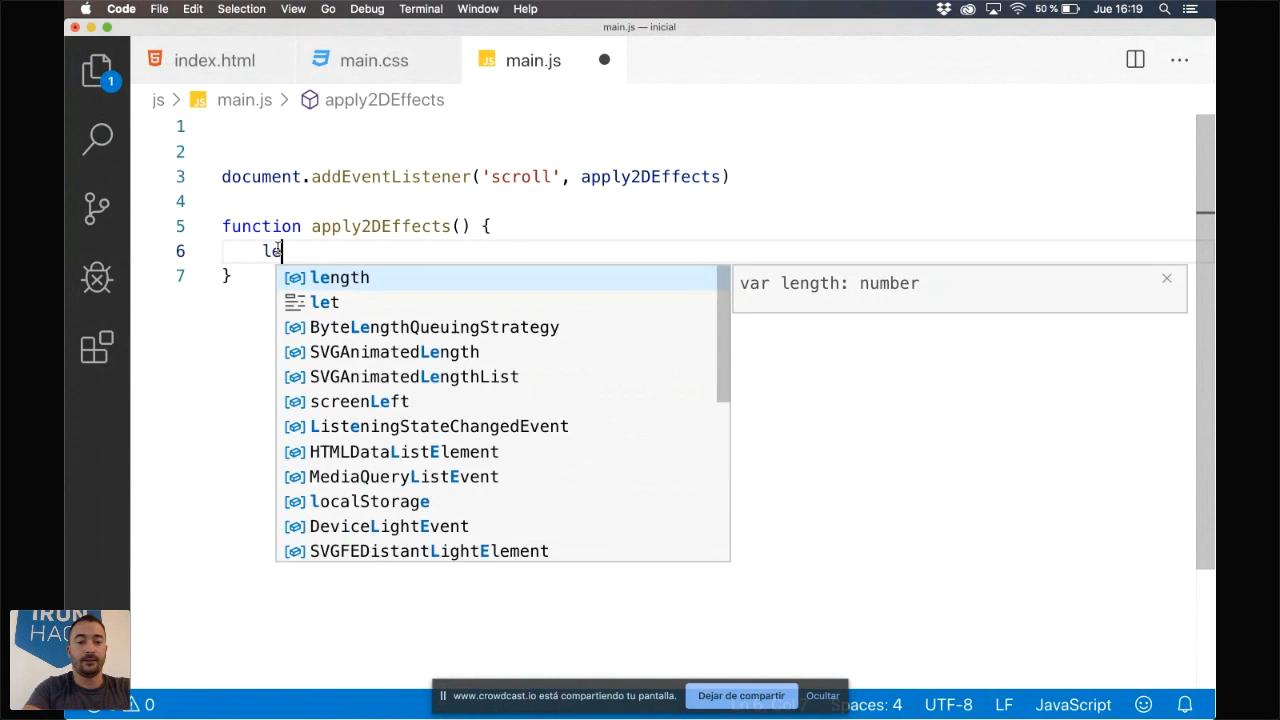 Code File Edit Selection View Go Debug Terminal Window Help 50 % Jue 16:19
main.js — inicial
index.html main.css main.js
js > main.js > apply2DEffects
1
2
3 document.addEventListener('scroll', apply2DEffects)
4
5 function apply2DEffects() {
6 le
7 }
length
let
ByteLengthQueuingStrategy
SVGAnimatedLength
SVGAnimatedLengthList
screenLeft
ListeningStateChangedEvent
HTMLDataListElement
MediaQueryListEvent
localStorage
DeviceLightEvent
SVGFEDistantLightElement
var length: number
1
IRON
HAC
www.crowdcast.io está compartiendo tu pantalla. Dejar de compartir Ocultar
0 Spaces: 4 UTF-8 LF JavaScript